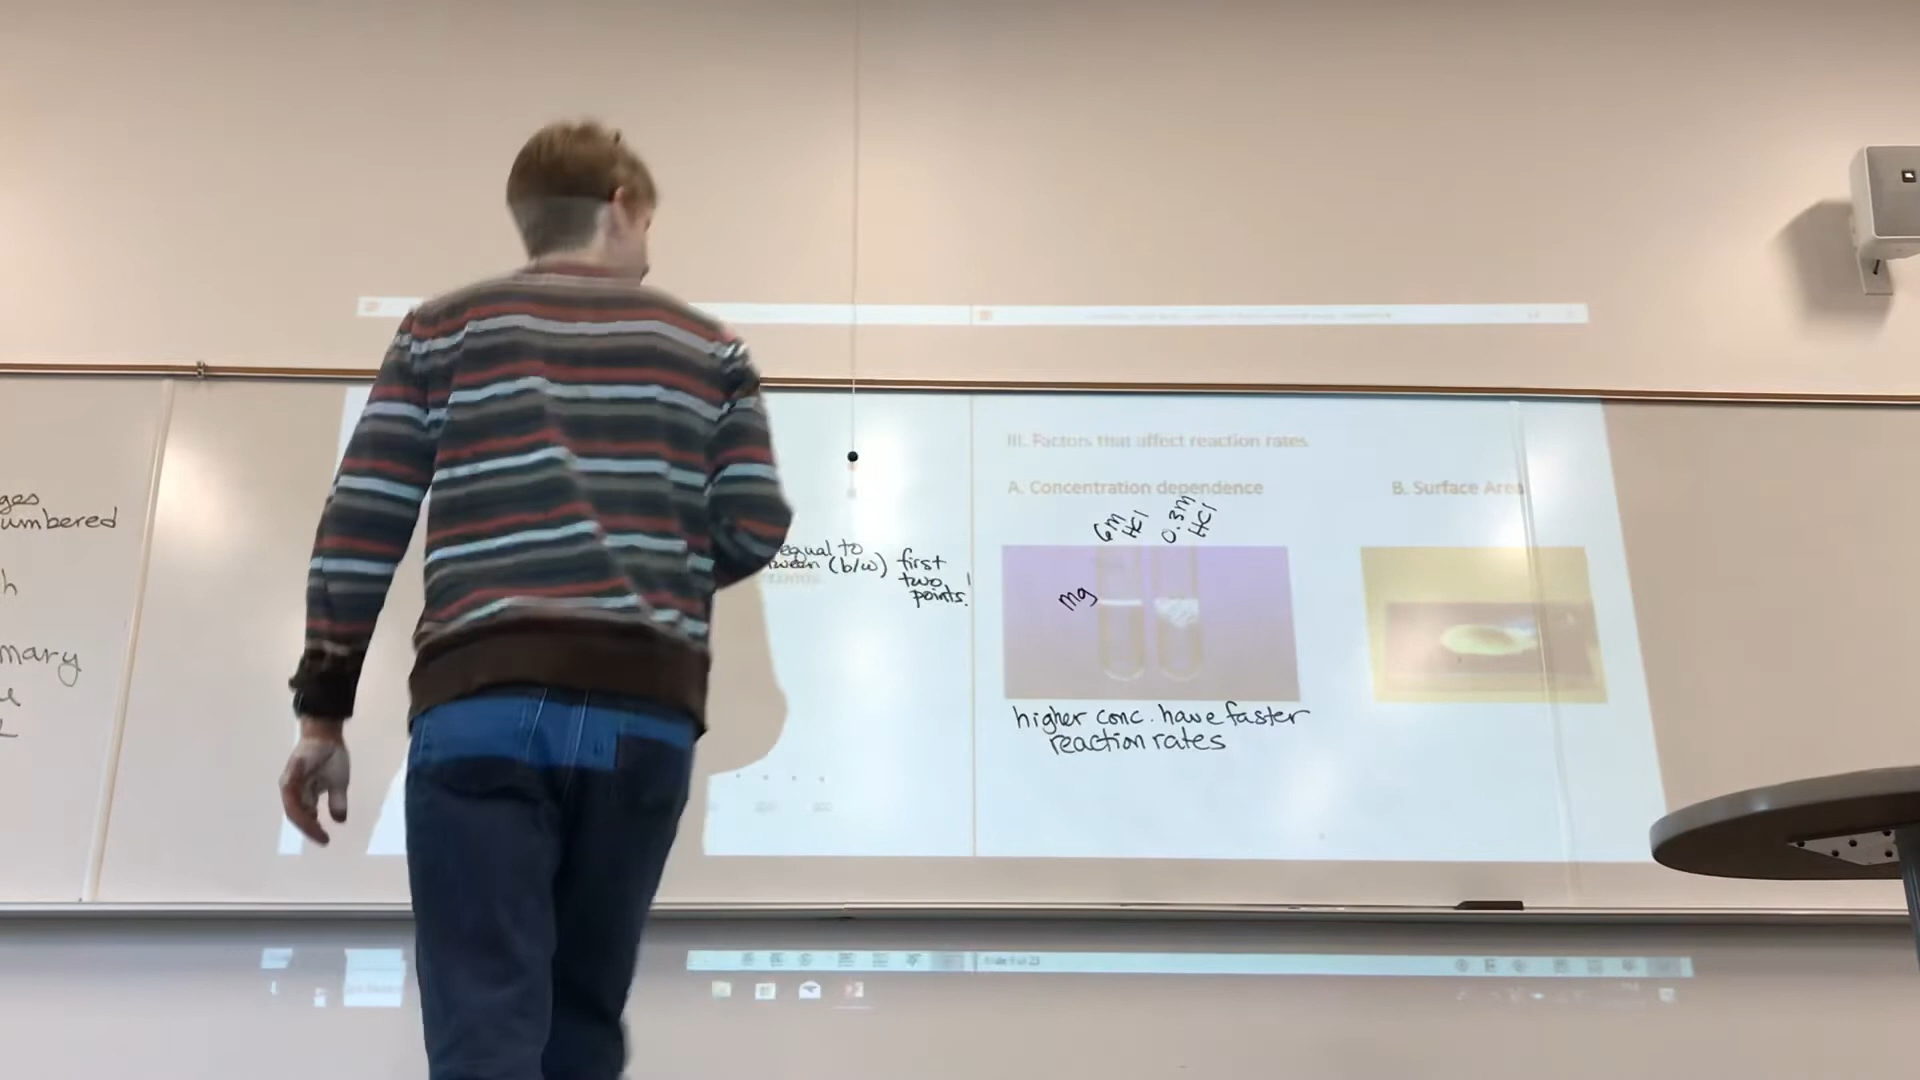 ges
umbered
h
mary
equal to
ween (b/w) first
two
points!
III. Factors that affect reaction rates
A. Concentration dependence
6M
HCl
0.3M
HCl
Mg
higher conc. have faster
reaction rates
B. Surface Area